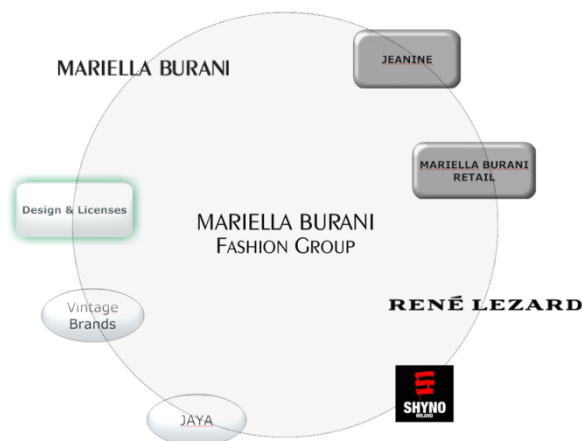 MARIELLA BURANI
JEANINE
MARIELLA BURANI
RETAIL
Design & Licenses
MARIELLA BURANI
FASHION GROUP
Vintage
Brands
RENÉ LEZARD
SHYNO
MILANO
JAYA